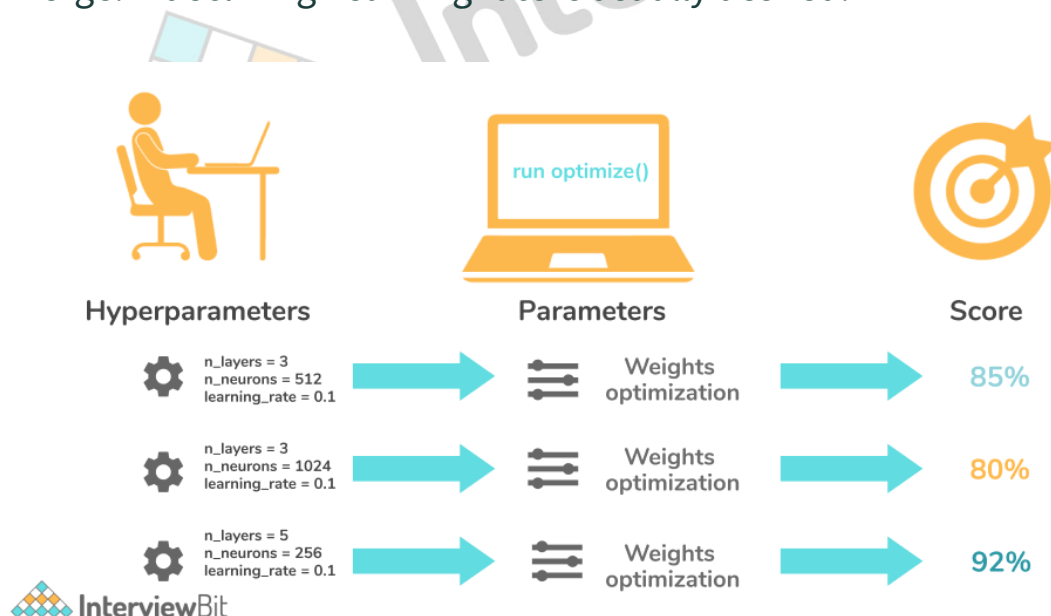 run optimize()
Hyperparameters
Parameters
Score
n_layers = 3
n_neurons = 512
learning_rate = 0.1
Weights
optimization
85%
n_layers = 3
n_neurons = 1024
learning_rate = 0.1
Weights
optimization
80%
n_layers = 5
n_neurons = 256
learning_rate = 0.1
Weights
optimization
92%
InterviewBit